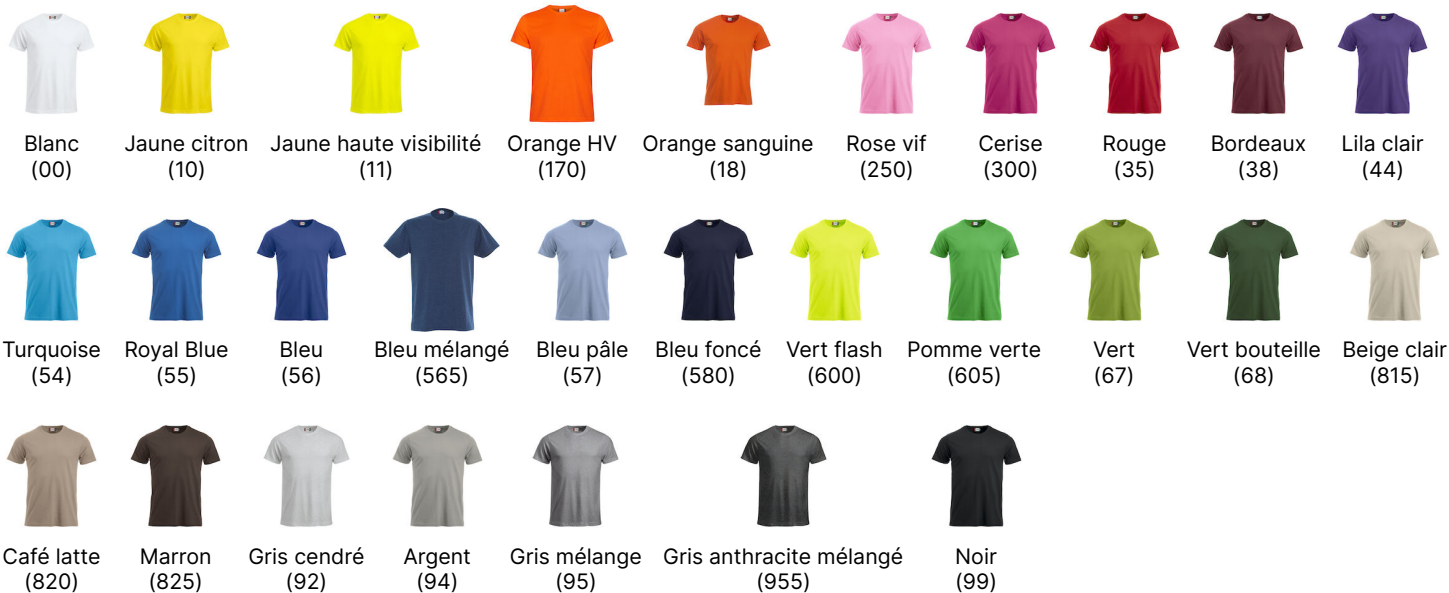 Blanc
(00)
Jaune citron
(10)
Jaune haute visibilité
(11)
Orange HV
(170)
Orange sanguine
(18)
Rose vif
(250)
Cerise
(300)
Rouge
(35)
Bordeaux
(38)
Lila clair
(44)
Turquoise
(54)
Royal Blue
(55)
Bleu
(56)
Bleu mélangé
(565)
Bleu pâle
(57)
Bleu foncé
(580)
Vert flash
(600)
Pomme verte
(605)
Vert
(67)
Vert bouteille
(68)
Beige clair
(815)
Café latte
(820)
Marron
(825)
Gris cendré
(92)
Argent
(94)
Gris mélange
(95)
Gris anthracite mélangé
(955)
Noir
(99)